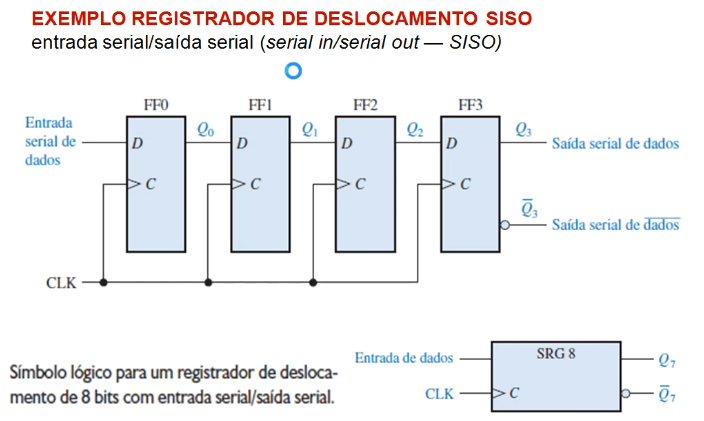 EXEMPLO REGISTRADOR DE DESLOCAMENTO SISO
entrada serial/saída serial (serial in/serial out — SISO)
FF0 FF1 FF2 FF3
Entrada
serial de
dados
D Q₀ D Q₁ D Q₂ D Q₃ Saída serial de dados
C C C C
Q̅₃ Saída serial de d̅a̅d̅o̅s̅
CLK
Entrada de dados SRG 8 Q₇
Símbolo lógico para um registrador de desloca-
mento de 8 bits com entrada serial/saída serial.
CLK C Q̅₇